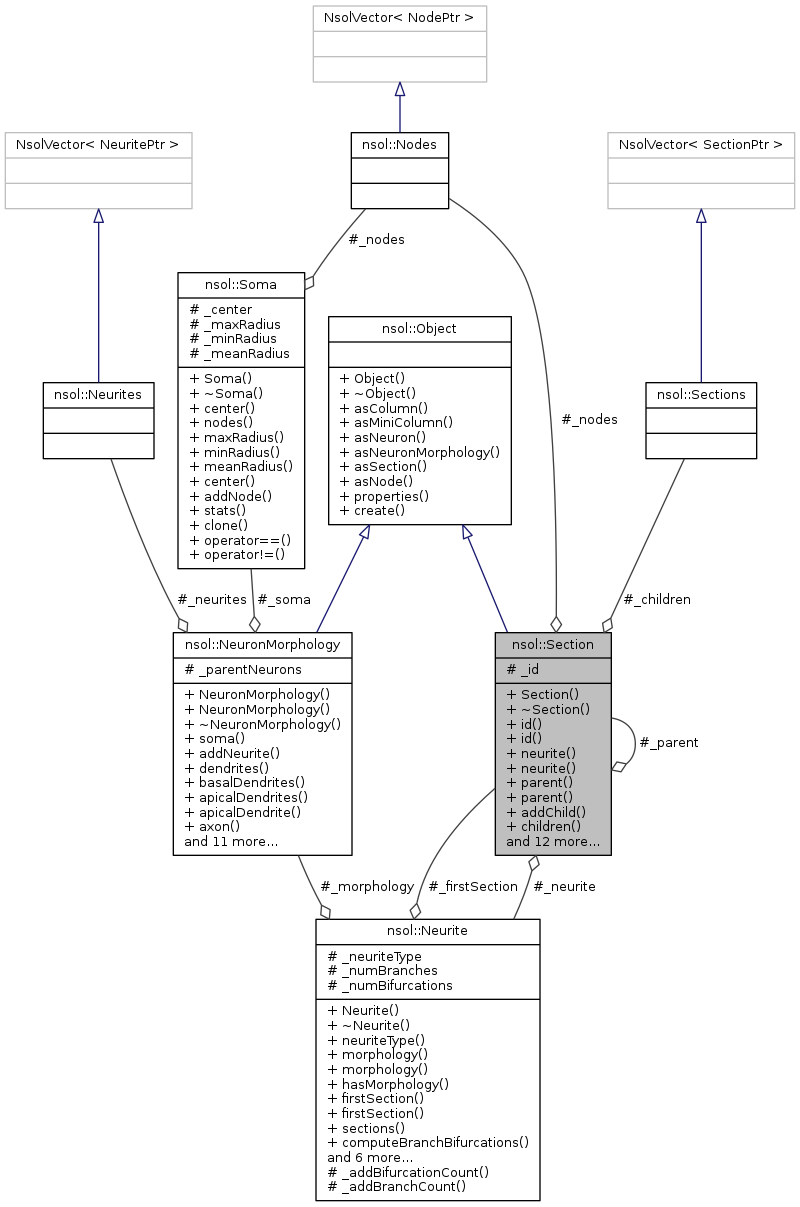 NsolVector< NodePtr >
NsolVector< NeuritePtr >
nsol::Nodes
NsolVector< SectionPtr >
#_nodes
nsol::Soma
# _center
# _maxRadius
# _minRadius
# _meanRadius
+ Soma()
+ ~Soma()
+ center()
+ nodes()
+ maxRadius()
+ minRadius()
+ meanRadius()
+ center()
+ addNode()
+ stats()
+ clone()
+ operator==()
+ operator!=()
nsol::Object
+ Object()
+ ~Object()
+ asColumn()
+ asMiniColumn()
+ asNeuron()
+ asNeuronMorphology()
+ asSection()
+ asNode()
+ properties()
+ create()
nsol::Neurites
#_nodes
nsol::Sections
#_neurites
#_soma
#_children
nsol::NeuronMorphology
# _parentNeurons
+ NeuronMorphology()
+ NeuronMorphology()
+ ~NeuronMorphology()
+ soma()
+ addNeurite()
+ dendrites()
+ basalDendrites()
+ apicalDendrites()
+ apicalDendrite()
+ axon()
and 11 more...
nsol::Section
# _id
+ Section()
+ ~Section()
+ id()
+ id()
+ neurite()
+ neurite()
+ parent()
+ parent()
+ addChild()
+ children()
and 12 more...
#_parent
#_morphology
#_firstSection
#_neurite
nsol::Neurite
# _neuriteType
# _numBranches
# _numBifurcations
+ Neurite()
+ ~Neurite()
+ neuriteType()
+ morphology()
+ morphology()
+ hasMorphology()
+ firstSection()
+ firstSection()
+ sections()
+ computeBranchBifurcations()
and 6 more...
# _addBifurcationCount()
# _addBranchCount()